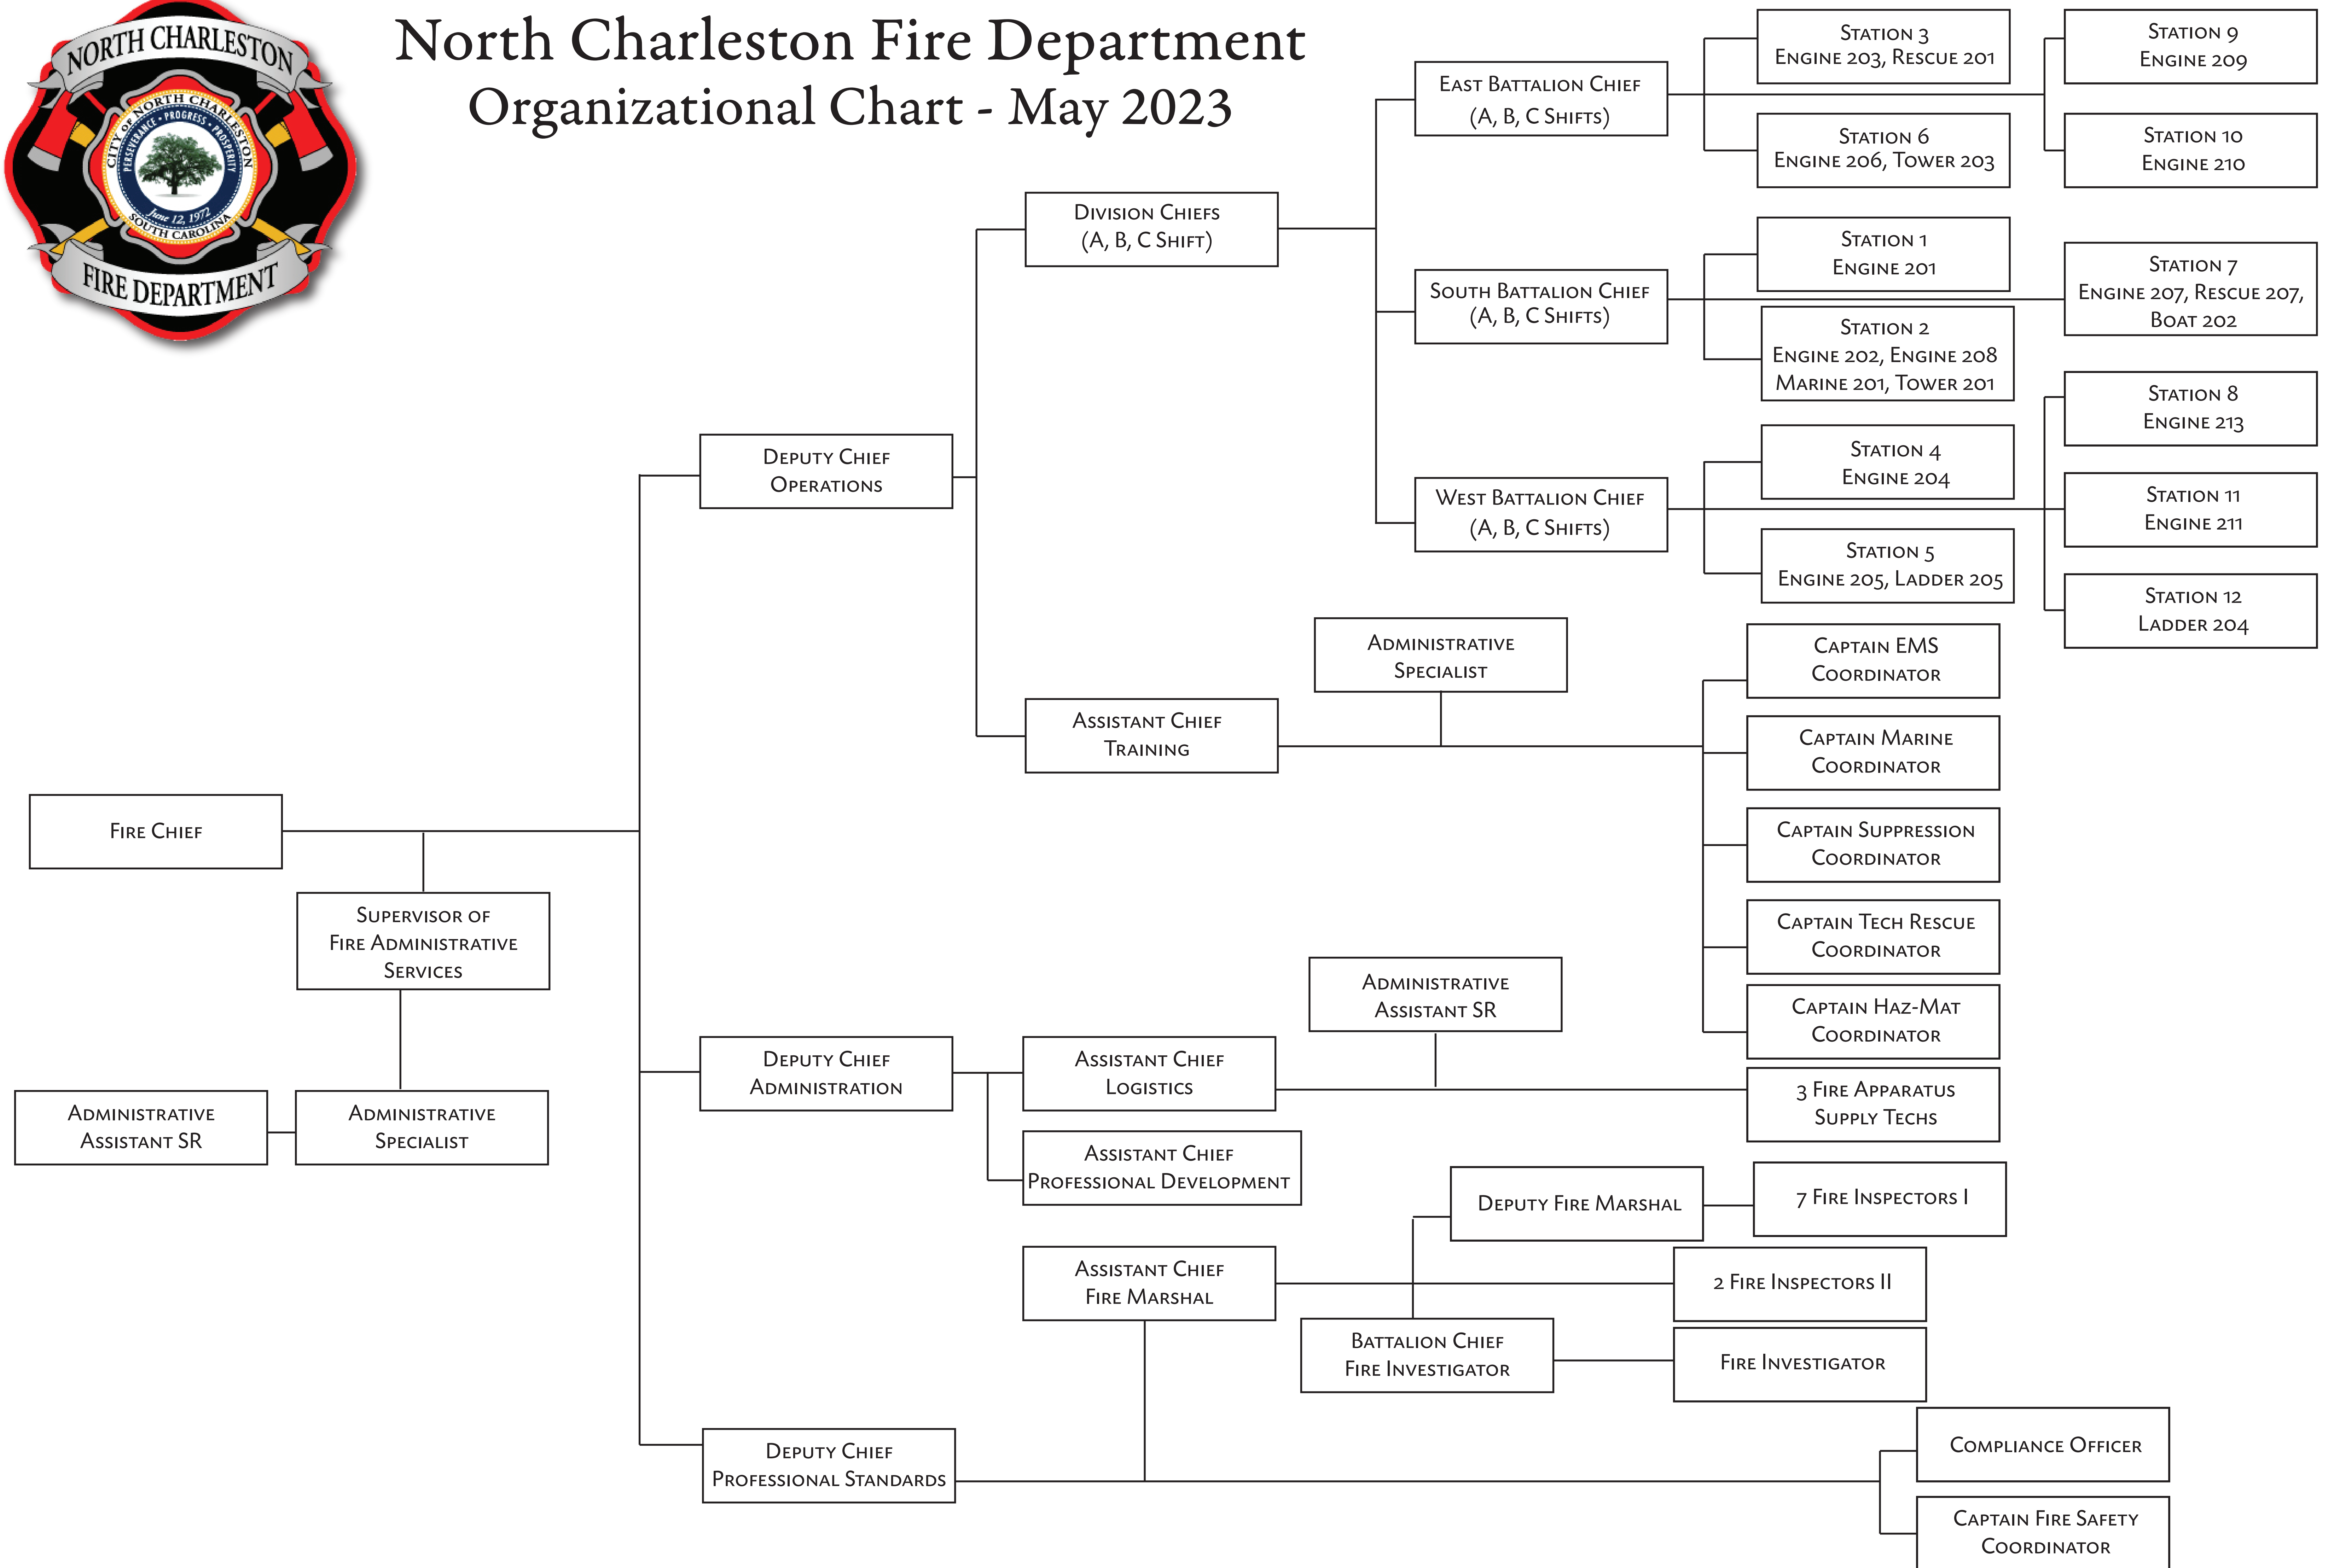 NORTH CHARLESTON
CITY OF NORTH CHARLESTON
PERSEVERANCE • PROGRESS • PROSPERITY
June 12, 1972
SOUTH CAROLINA
FIRE DEPARTMENT
North Charleston Fire Department
Organizational Chart - May 2023
Station 3
Engine 203, Rescue 201
Station 9
Engine 209
East Battalion Chief
(A, B, C Shifts)
Station 6
Engine 206, Tower 203
Station 10
Engine 210
Division Chiefs
(A, B, C Shift)
Station 1
Engine 201
Station 7
Engine 207, Rescue 207,
Boat 202
South Battalion Chief
(A, B, C Shifts)
Station 2
Engine 202, Engine 208
Marine 201, Tower 201
Station 8
Engine 213
Deputy Chief
Operations
Station 4
Engine 204
West Battalion Chief
(A, B, C Shifts)
Station 11
Engine 211
Station 5
Engine 205, Ladder 205
Station 12
Ladder 204
Administrative
Specialist
Captain EMS
Coordinator
Assistant Chief
Training
Captain Marine
Coordinator
Fire Chief
Captain Suppression
Coordinator
Supervisor of
Fire Administrative
Services
Captain Tech Rescue
Coordinator
Administrative
Assistant SR
Captain Haz-Mat
Coordinator
Deputy Chief
Administration
Assistant Chief
Logistics
3 Fire Apparatus
Supply Techs
Administrative
Assistant SR
Administrative
Specialist
Assistant Chief
Professional Development
Deputy Fire Marshal
7 Fire Inspectors I
Assistant Chief
Fire Marshal
2 Fire Inspectors II
Battalion Chief
Fire Investigator
Fire Investigator
Deputy Chief
Professional Standards
Compliance Officer
Captain Fire Safety
Coordinator